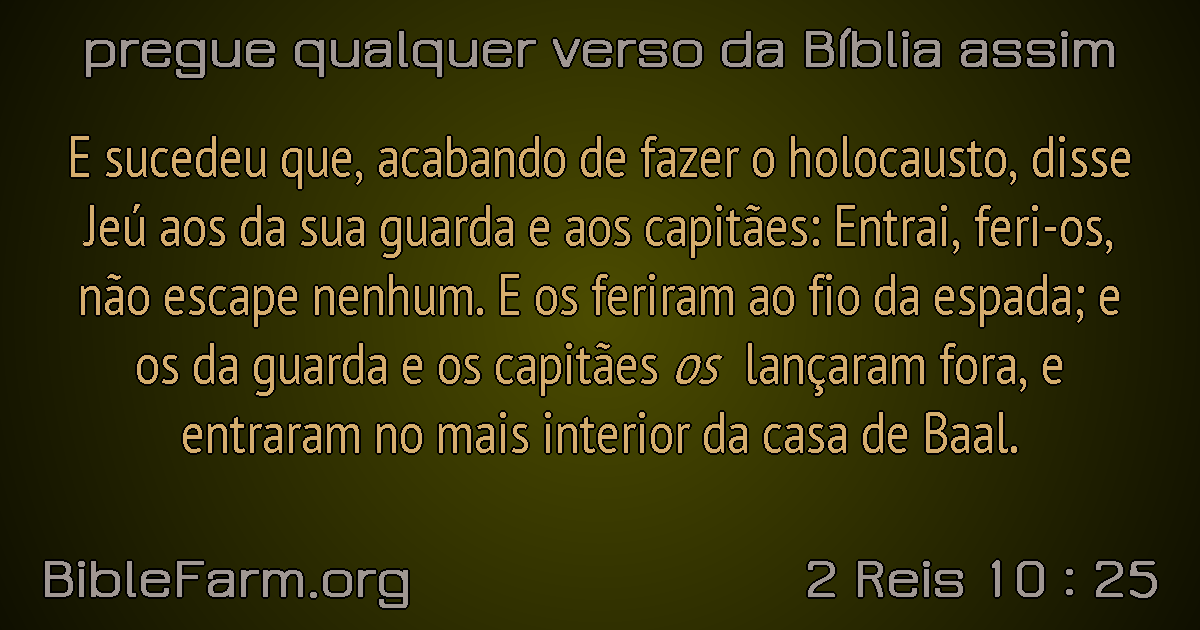 pregue qualquer verso da Bíblia assim
E sucedeu que, acabando de fazer o holocausto, disse
Jeú aos da sua guarda e aos capitães: Entrai, feri-os,
não escape nenhum. E os feriram ao fio da espada; e
os da guarda e os capitães os lançaram fora, e
entraram no mais interior da casa de Baal.
BibleFarm.org
2 Reis 10 : 25